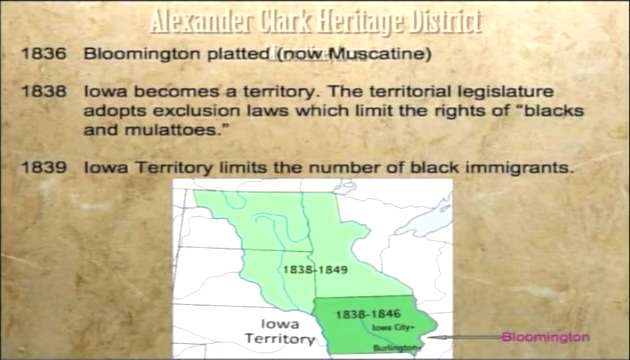 Alexander Clark Heritage District
1836 Bloomington platted (now Muscatine)
1838 Iowa becomes a territory. The territorial legislature
adopts exclusion laws which limit the rights of “blacks
and mulattoes.”
1839 Iowa Territory limits the number of black immigrants.
1838-1849
1838-1846
Iowa City
Iowa
Territory
Burlington
Bloomington